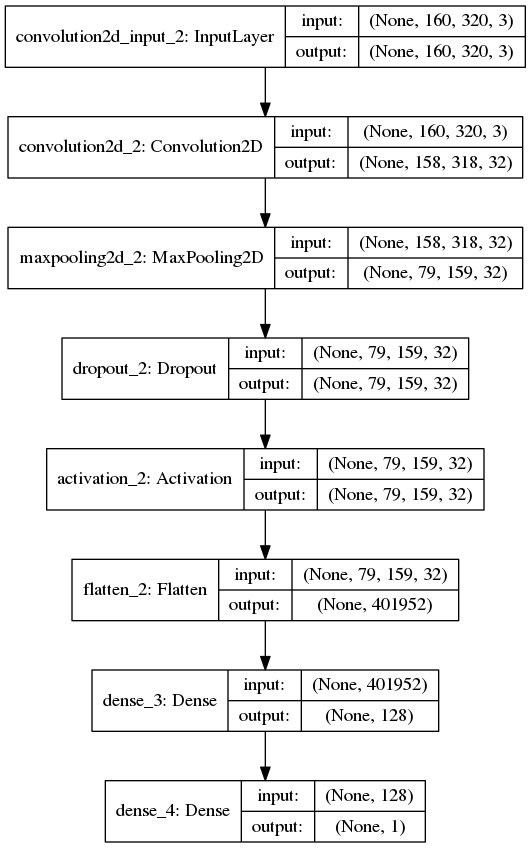 convolution2d_input_2: InputLayer input: (None, 160, 320, 3)
output: (None, 160, 320, 3)
convolution2d_2: Convolution2D input: (None, 160, 320, 3)
output: (None, 158, 318, 32)
maxpooling2d_2: MaxPooling2D input: (None, 158, 318, 32)
output: (None, 79, 159, 32)
dropout_2: Dropout input: (None, 79, 159, 32)
output: (None, 79, 159, 32)
activation_2: Activation input: (None, 79, 159, 32)
output: (None, 79, 159, 32)
flatten_2: Flatten input: (None, 79, 159, 32)
output: (None, 401952)
dense_3: Dense input: (None, 401952)
output: (None, 128)
dense_4: Dense input: (None, 128)
output: (None, 1)